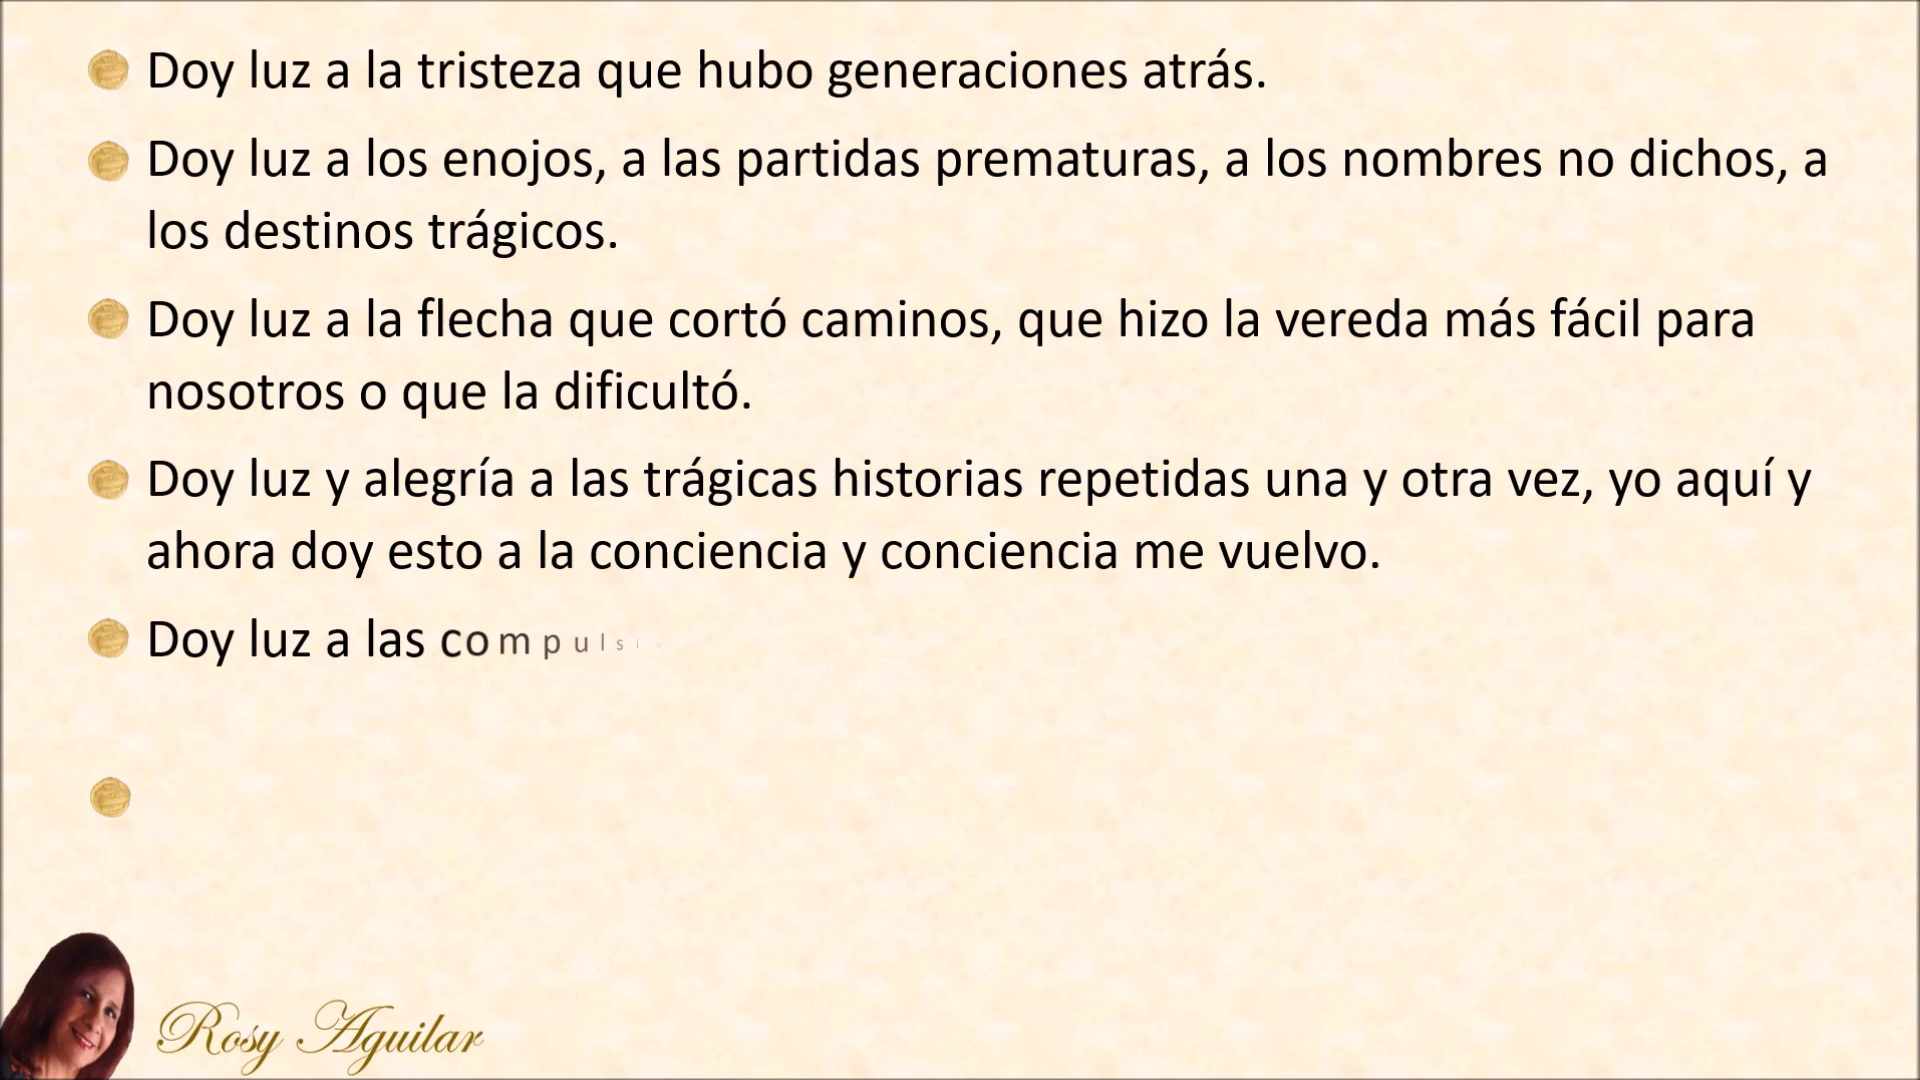 Doy luz a la tristeza que hubo generaciones atrás.
Doy luz a los enojos, a las partidas prematuras, a los nombres no dichos, a
los destinos trágicos.
Doy luz a la flecha que cortó caminos, que hizo la vereda más fácil para
nosotros o que la dificultó.
Doy luz y alegría a las trágicas historias repetidas una y otra vez, yo aquí y
ahora doy esto a la conciencia y conciencia me vuelvo.
Doy luz a las compulsi
Rosy Aguilar